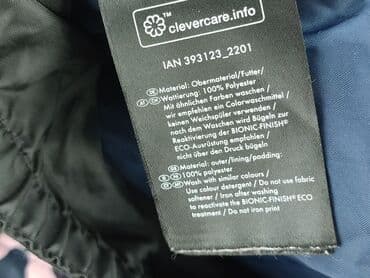 ™ clevercare.info
IAN 393123_2201
Material: Obermaterial/Futter/
Wattierung: 100% Polyester
Mit ähnlichen Farben waschen/
wir empfehlen ein Colorwaschmittel/
keinen Weichspüler verwenden/
nach dem Waschen wird Bügeln zur
Reaktivierung der BIONIC-FINISH®
ECO-Ausrüstung empfohlen/
nicht über den Druck bügeln
Material: outer/lining/padding:
100% polyester
Wash with similar colours/
Use colour detergent / Do not use fabric
softener / Iron after washing
to reactivate the BIONIC-FINISH® ECO
treatment / Do not iron print